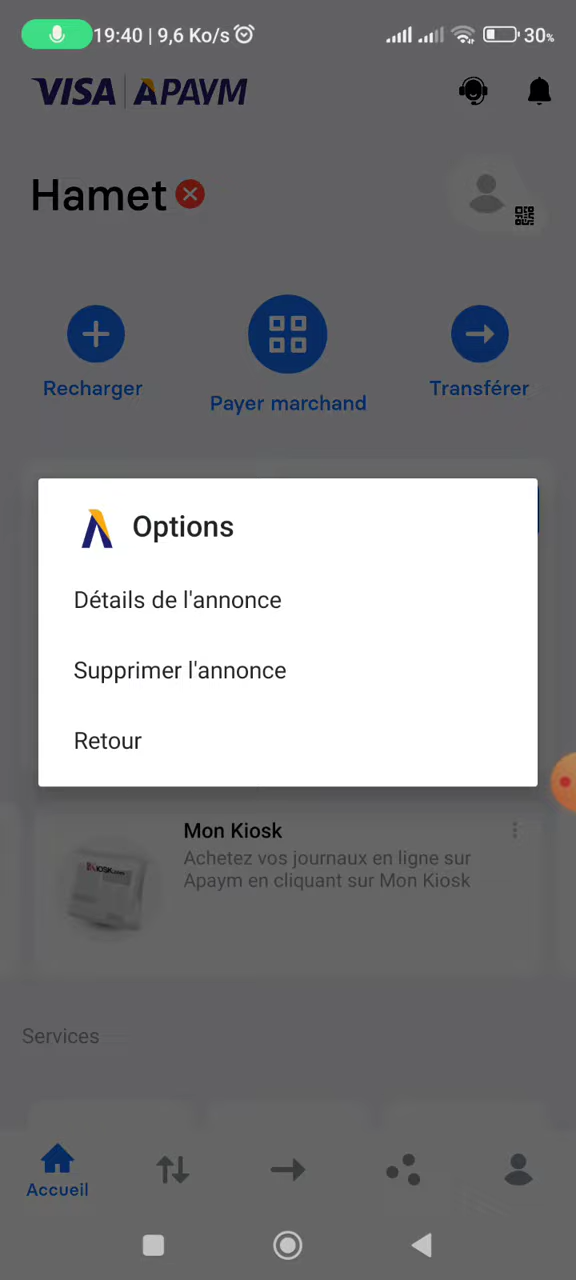 19:40 | 9,6 Ko/s 30%
VISA APAYM
Hamet
Recharger
Payer marchand
Transférer
Options
Détails de l'annonce
Supprimer l'annonce
Retour
Mon Kiosk
Achetez vos journaux en ligne sur
Apaym en cliquant sur Mon Kiosk
Services
Accueil